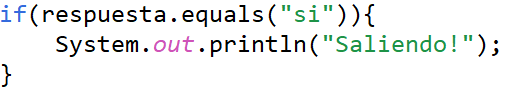 if(respuesta.equals("si")){
    System.out.println("Saliendo!");
}